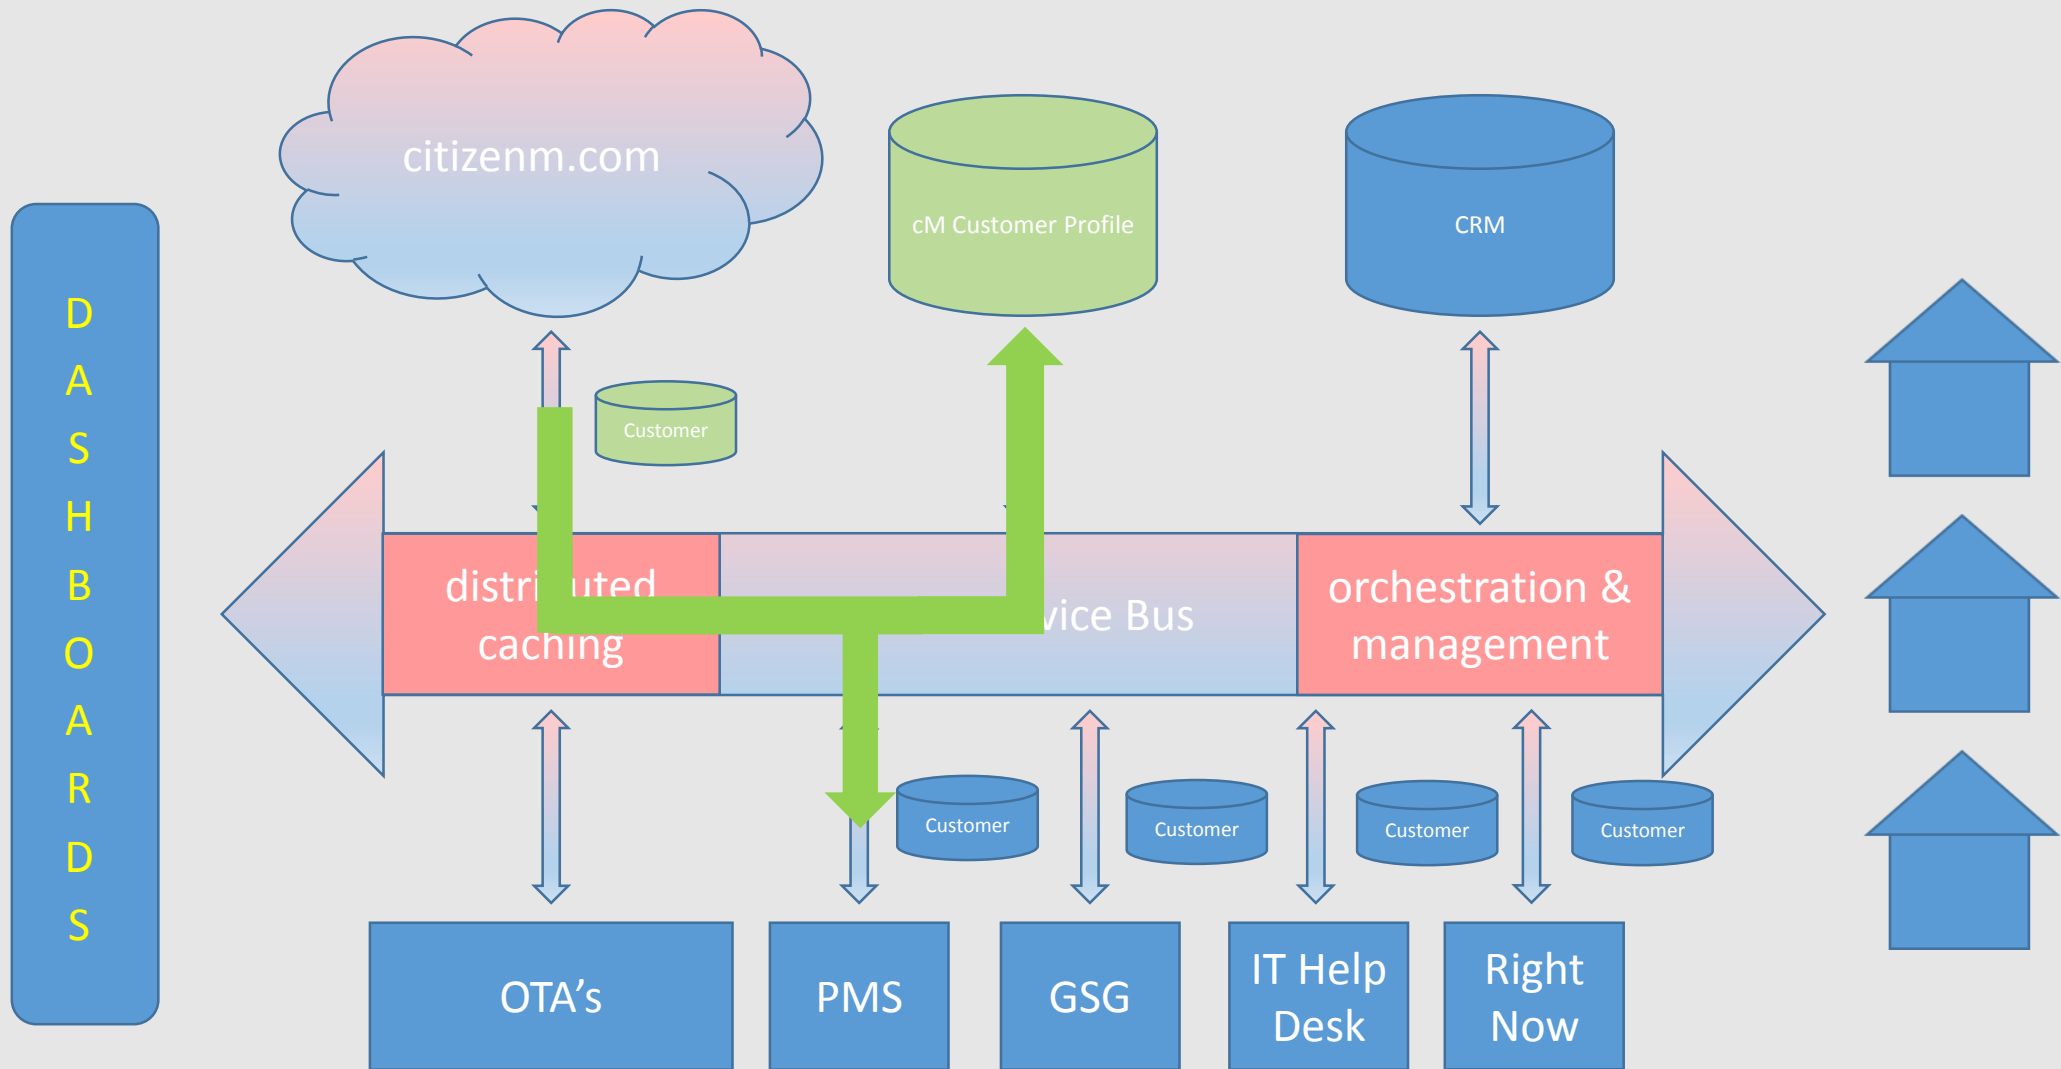 citizenm.com
cM Customer Profile
CRM
D
A
S
H
B
O
A
R
D
S
Customer
distributed
caching
Bus
orchestration &
management
Customer
Customer
Customer
Customer
OTA's
PMS
GSG
IT Help
Desk
Right
Now